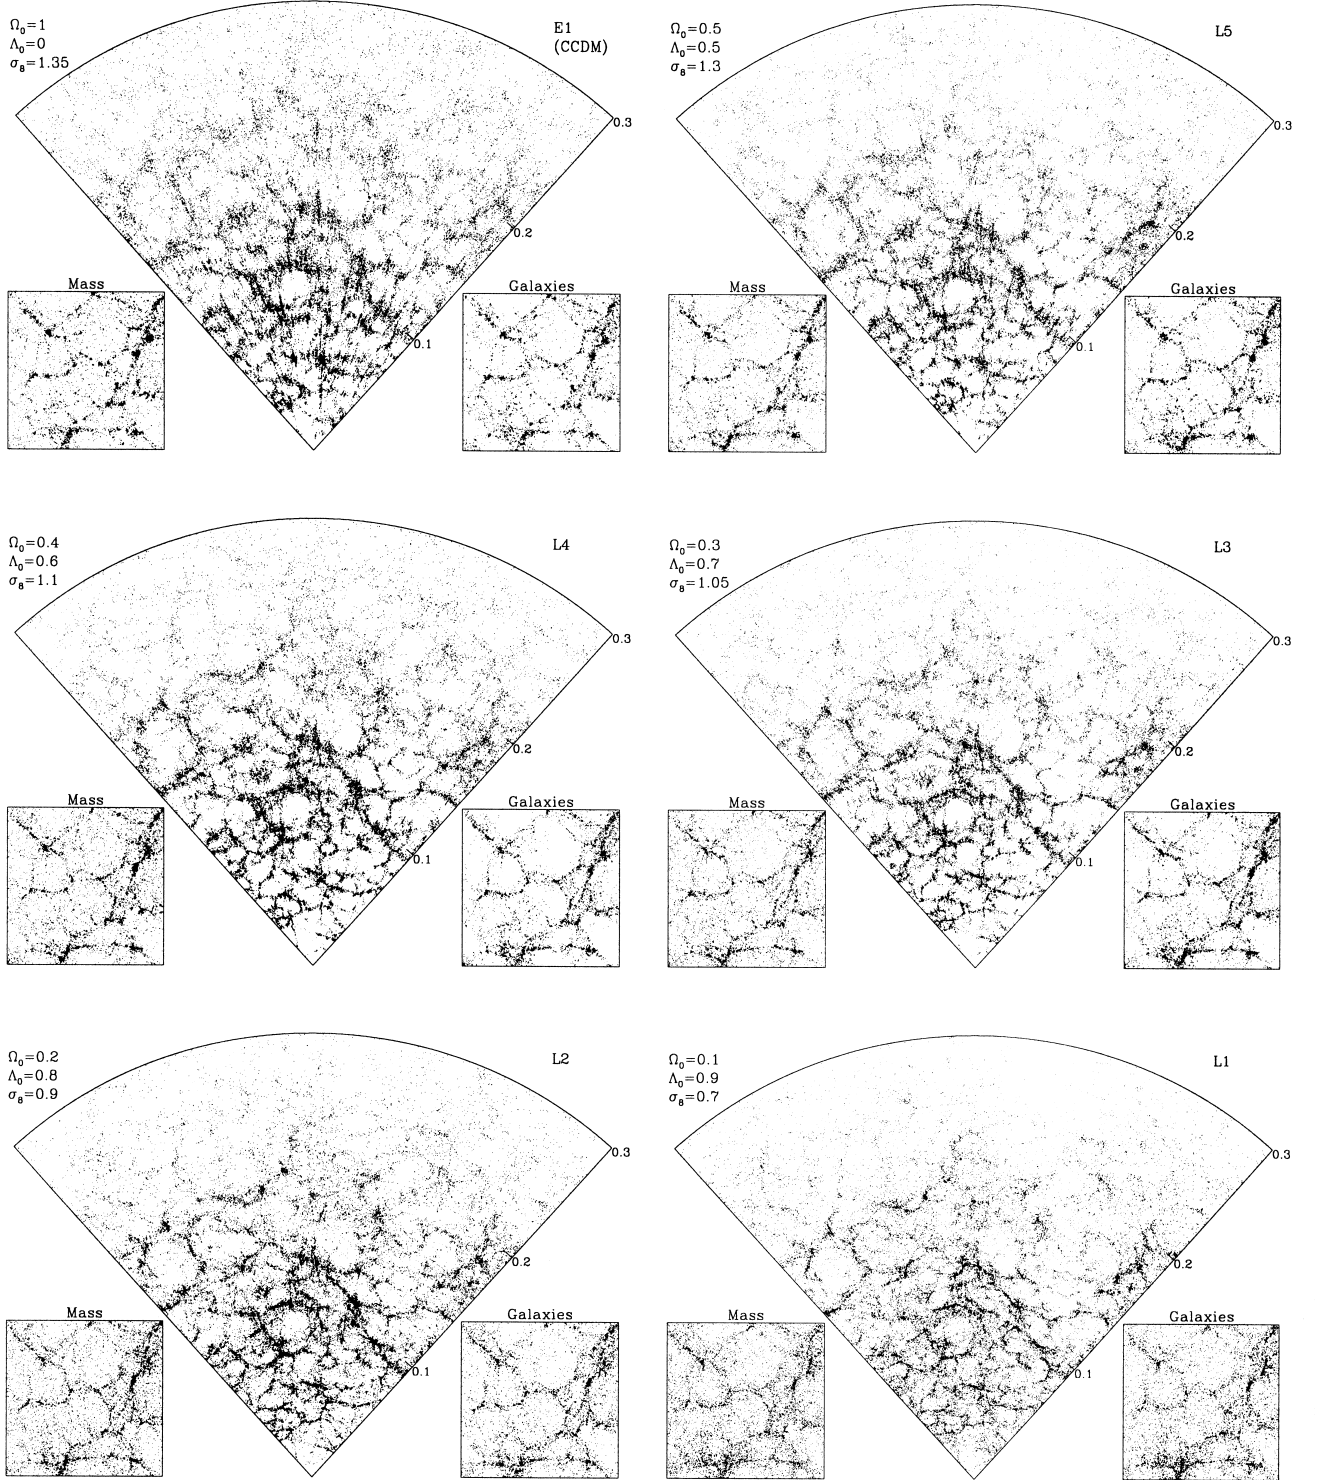 Ω₀=1
Λ₀=0
σ₈=1.35
E1
(CCDM)
0.3
0.2
0.1
Mass
Galaxies
Ω₀=0.5
Λ₀=0.5
σ₈=1.3
L5
0.3
0.2
0.1
Mass
Galaxies
Ω₀=0.4
Λ₀=0.6
σ₈=1.1
L4
0.3
0.2
0.1
Mass
Galaxies
Ω₀=0.3
Λ₀=0.7
σ₈=1.05
L3
0.3
0.2
0.1
Mass
Galaxies
Ω₀=0.2
Λ₀=0.8
σ₈=0.9
L2
0.3
0.2
0.1
Mass
Galaxies
Ω₀=0.1
Λ₀=0.9
σ₈=0.7
L1
0.3
0.2
0.1
Mass
Galaxies